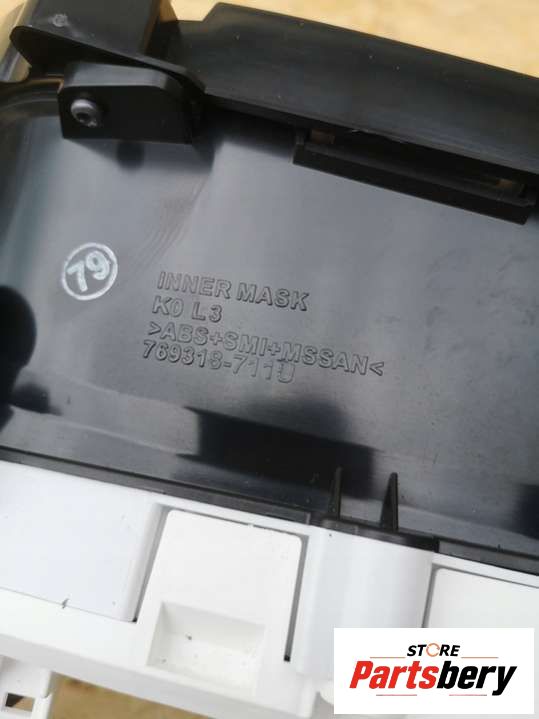 79
INNER MASK
K0 L3
>ABS+SMI+MSSAN<
769318-711U
STORE
Partsbery